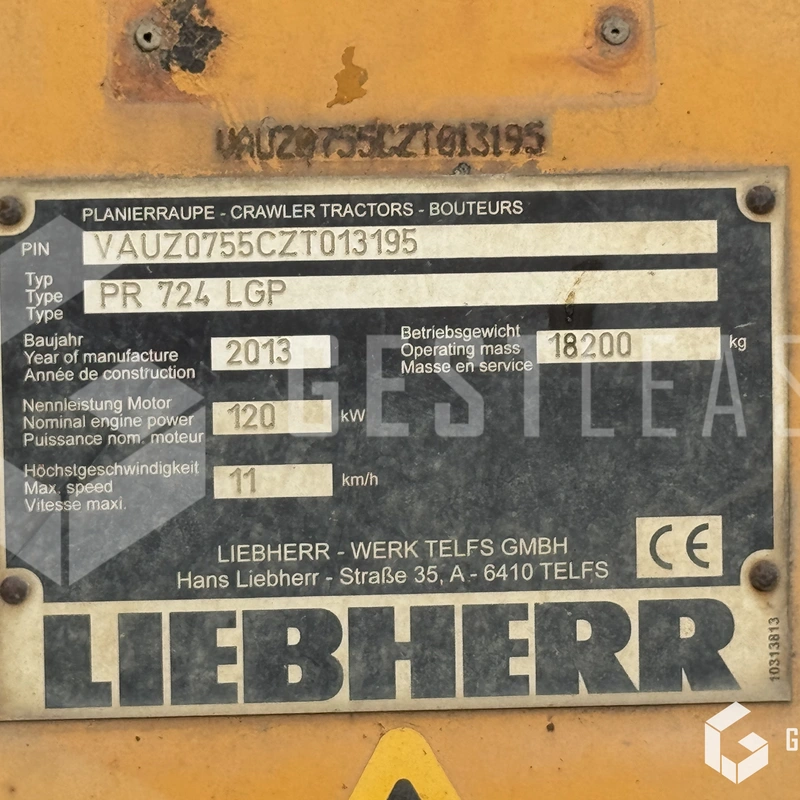 VAUZ0755CZT013195
PLANIERRAUPE - CRAWLER TRACTORS - BOUTEURS
PIN VAUZ0755CZT013195
Typ
Type PR 724 LGP
Type
Baujahr
Year of manufacture 2013
Année de construction
Betriebsgewicht
Operating mass 18200 kg
Masse en service
Nennleistung Motor
Nominal engine power 120 kW
Puissance nom. moteur
Höchstgeschwindigkeit
Max. speed 11 km/h
Vitesse maxi.
GESTLEAS
LIEBHERR - WERK TELFS GMBH
Hans Liebherr - Straße 35, A - 6410 TELFS
CE
LIEBHERR
10313813
G